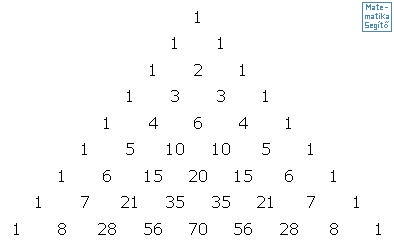 Mate-
matika
Segítő
1
1 1
1 2 1
1 3 3 1
1 4 6 4 1
1 5 10 10 5 1
1 6 15 20 15 6 1
1 7 21 35 35 21 7 1
1 8 28 56 70 56 28 8 1